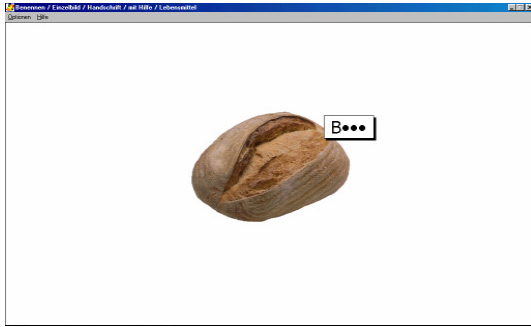 Benennen / Einzelbild / Handschrift / mit Hilfe / Lebensmittel
Optionen Hilfe
B●●●